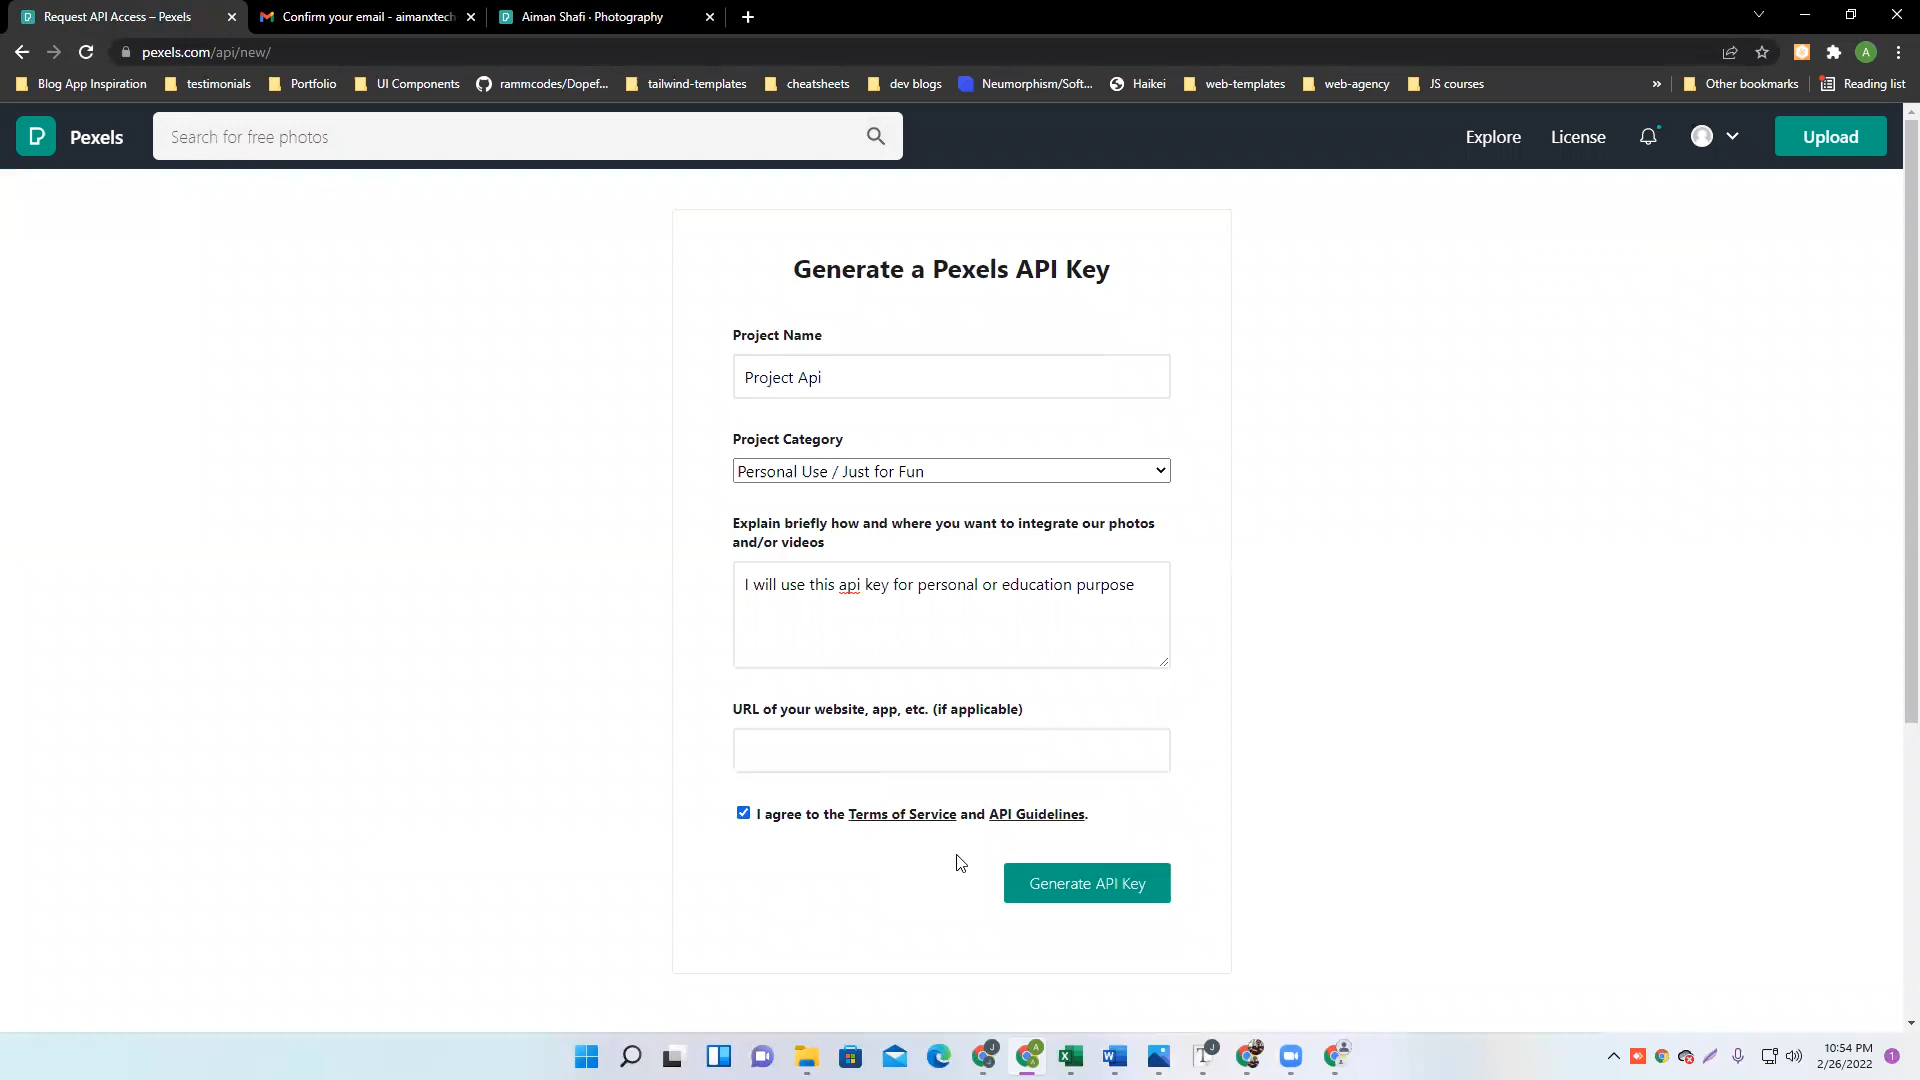 Request API Access – Pexels
Confirm your email - aimanxtech
Aiman Shafi · Photography
pexels.com/api/new/
A
Blog App Inspiration
testimonials
Portfolio
UI Components
rammcodes/Dopef...
tailwind-templates
cheatsheets
dev blogs
Neumorphism/Soft...
Haikei
web-templates
web-agency
JS courses
»
Other bookmarks
Reading list
Pexels
Search for free photos
Explore
License
Upload
Generate a Pexels API Key
Project Name
Project Api
Project Category
Personal Use / Just for Fun
Explain briefly how and where you want to integrate our photos
and/or videos
I will use this api key for personal or education purpose
URL of your website, app, etc. (if applicable)
I agree to the Terms of Service and API Guidelines.
Generate API Key
10:54 PM
2/26/2022
1